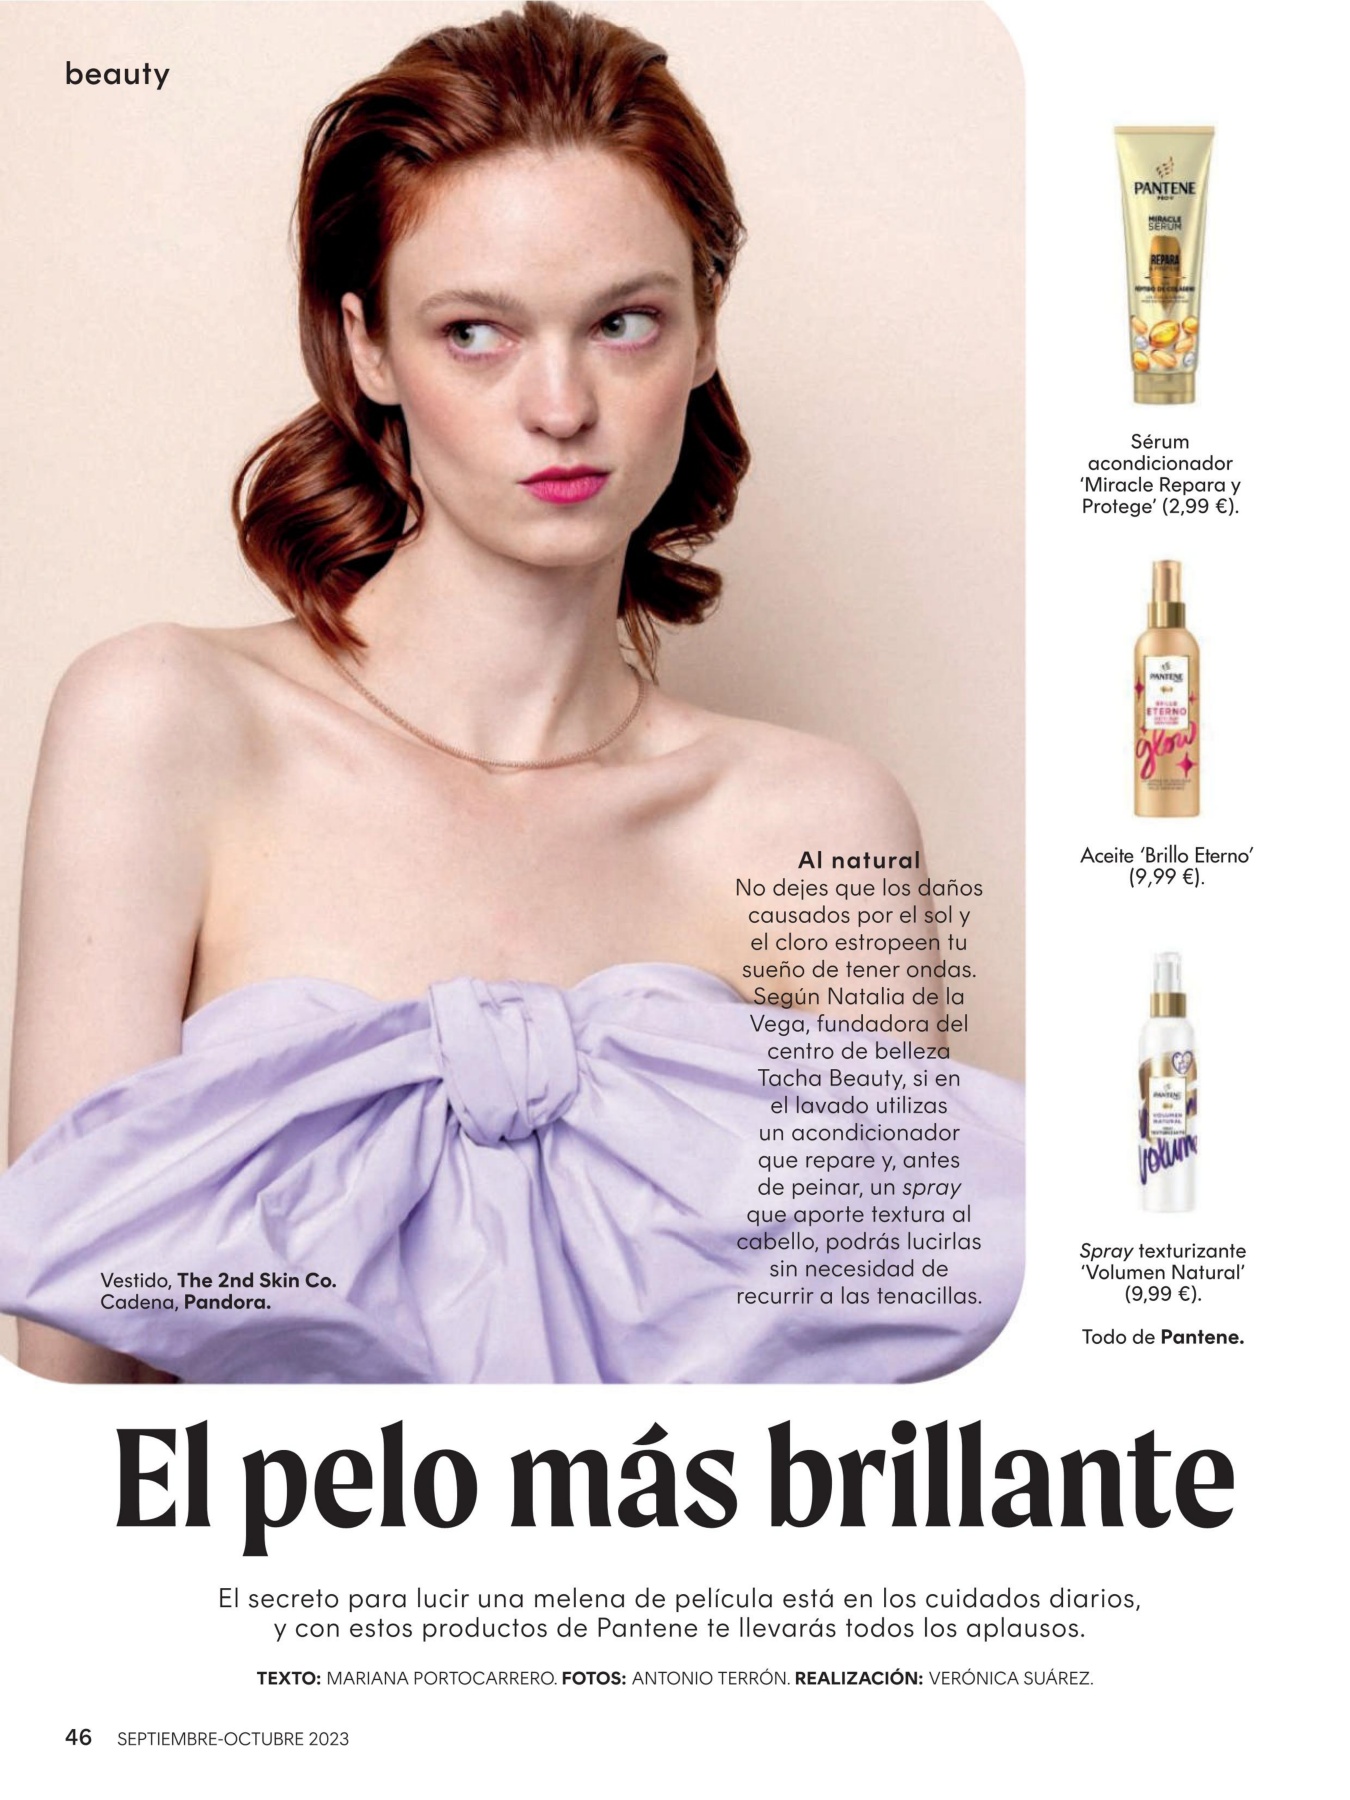 beauty
PANTENE
PRO-V
MIRACLE
SERUM
REPARA
Sérum
acondicionador
‘Miracle Repara y
Protege’ (2,99 €).
PANTENE
BRILLO
ETERNO
glow
Aceite ‘Brillo Eterno’
(9,99 €).
PANTENE
VOLUMEN
NATURAL
volum
Spray texturizante
‘Volumen Natural’
(9,99 €).
Todo de Pantene.
Al natural
No dejes que los daños
causados por el sol y
el cloro estropeen tu
sueño de tener ondas.
Según Natalia de la
Vega, fundadora del
centro de belleza
Tacha Beauty, si en
el lavado utilizas
un acondicionador
que repare y, antes
de peinar, un spray
que aporte textura al
cabello, podrás lucirlas
sin necesidad de
recurrir a las tenacillas.
Vestido, The 2nd Skin Co.
Cadena, Pandora.
El pelo más brillante
El secreto para lucir una melena de película está en los cuidados diarios,
y con estos productos de Pantene te llevarás todos los aplausos.
TEXTO: MARIANA PORTOCARRERO. FOTOS: ANTONIO TERRÓN. REALIZACIÓN: VERÓNICA SUÁREZ.
46 SEPTIEMBRE-OCTUBRE 2023